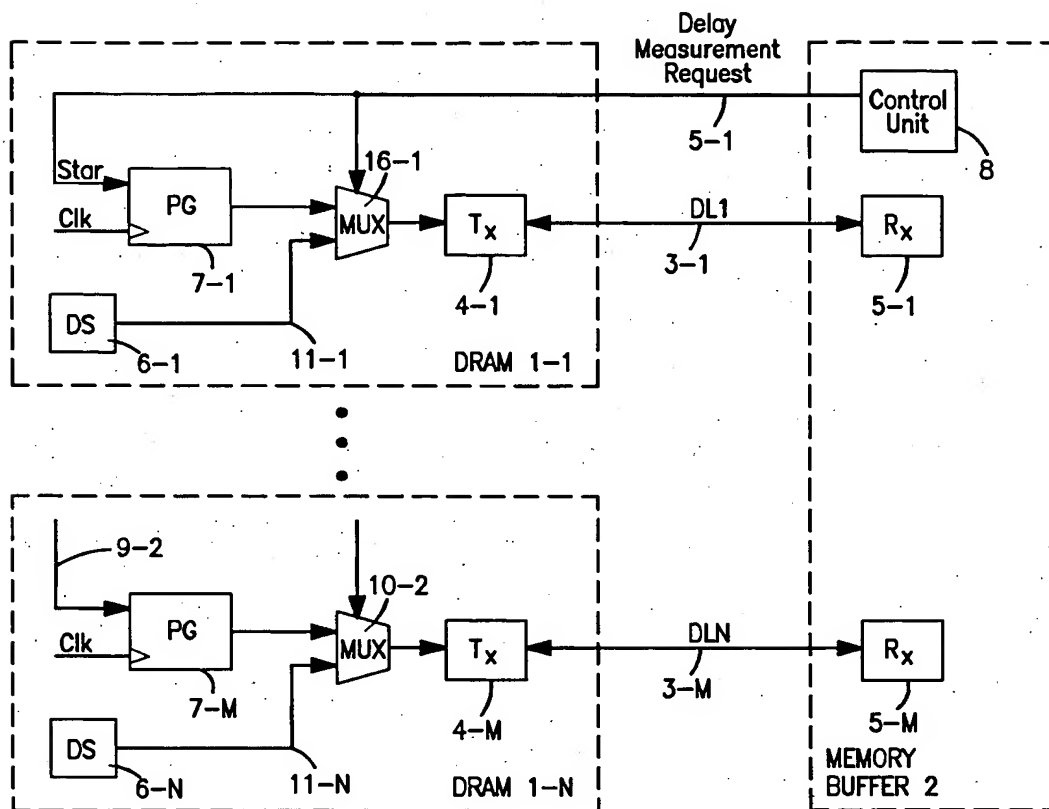 Delay
Measurement
Request
Control
Unit
5-1
8
Star
16-1
PG
Clk
MUX
Tx
DL1
Rx
7-1
3-1
4-1
5-1
DS
6-1
11-1
DRAM 1-1
9-2
10-2
PG
Clk
MUX
Tx
DLN
Rx
7-M
3-M
4-M
5-M
DS
6-N
11-N
DRAM 1-N
MEMORY
BUFFER 2